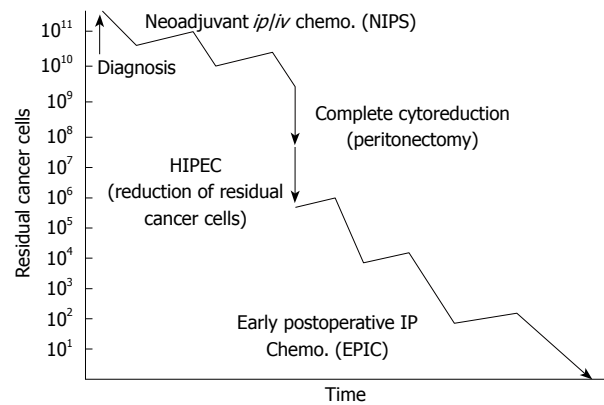 Neoadjuvant ip/iv chemo. (NIPS)
Diagnosis
Complete cytoreduction
(peritonectomy)
HIPEC
(reduction of residual
cancer cells)
Early postoperative IP
Chemo. (EPIC)
Residual cancer cells
10¹¹
10¹⁰
10⁹
10⁸
10⁷
10⁶
10⁵
10⁴
10³
10²
10¹
Time